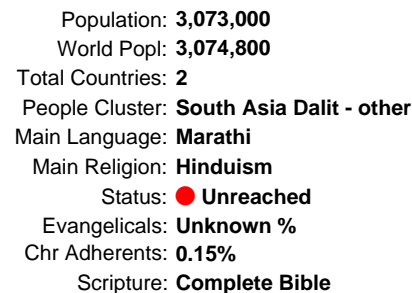 Population: 3,073,000
World Popl: 3,074,800
Total Countries: 2
People Cluster: South Asia Dalit - other
Main Language: Marathi
Main Religion: Hinduism
Status: Unreached
Evangelicals: Unknown %
Chr Adherents: 0.15%
Scripture: Complete Bible